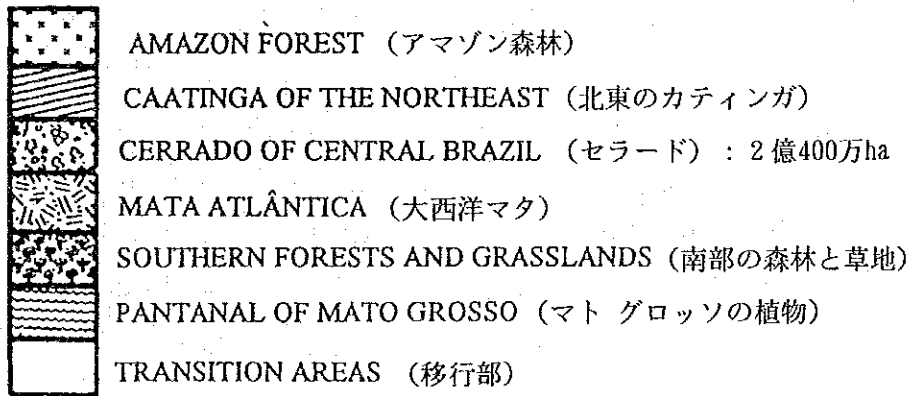 AMAZON FOREST (アマゾン森林)
CAATINGA OF THE NORTHEAST (北東のカティンガ)
CERRADO OF CENTRAL BRAZIL (セラード) : 2億400万ha
MATA ATLÂNTICA (大西洋マタ)
SOUTHERN FORESTS AND GRASSLANDS (南部の森林と草地)
PANTANAL OF MATO GROSSO (マト グロッソの植物)
TRANSITION AREAS (移行部)